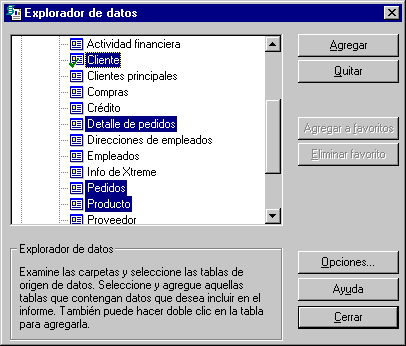 Explorador de datos
Actividad financiera
Cliente
Clientes principales
Compras
Crédito
Detalle de pedidos
Direcciones de empleados
Empleados
Info de Xtreme
Pedidos
Producto
Proveedor
Agregar
Quitar
Agregar a favoritos
Eliminar favorito
Explorador de datos
Examine las carpetas y seleccione las tablas de
origen de datos. Seleccione y agregue aquellas
tablas que contengan datos que desea incluir en el
informe. También puede hacer doble clic en la tabla
para agregarla.
Opciones...
Ayuda
Cerrar